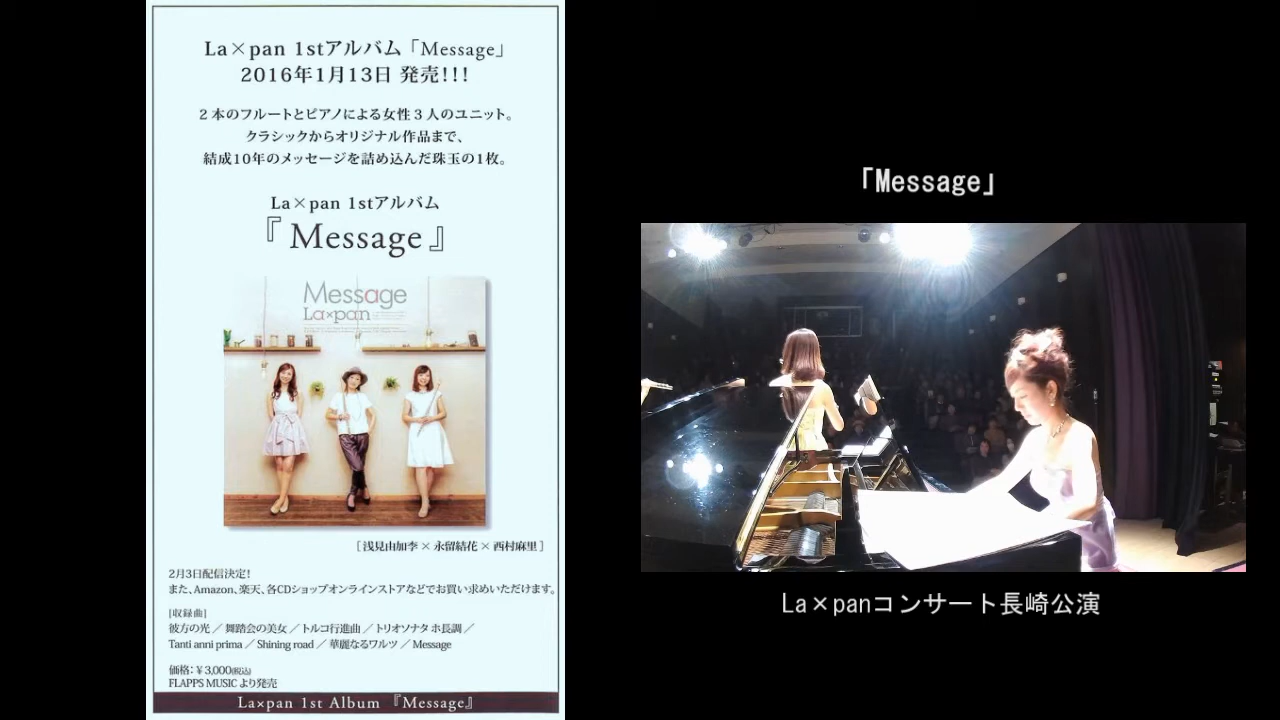 La×pan 1stアルバム「Message」
2016年1月13日 発売!!!
2本のフルートとピアノによる女性3人のユニット。
クラシックからオリジナル作品まで、
結成10年のメッセージを詰め込んだ珠玉の1枚。
La×pan 1stアルバム
『Message』
Message
La×pan
[浅見由加李 × 永留結花 × 西村麻里]
2月3日配信決定!
また、Amazon、楽天、各CDショップオンラインストアなどでお買い求めいただけます。
[収録曲]
彼方の光／舞踏会の美女／トルコ行進曲／トリオソナタ ホ長調／
Tanti anni prima／Shining road／華麗なるワルツ／Message
価格：¥3,000(税込)
FLAPPS MUSIC より発売
La×pan 1st Album 『Message』
「Message」
La×panコンサート長崎公演